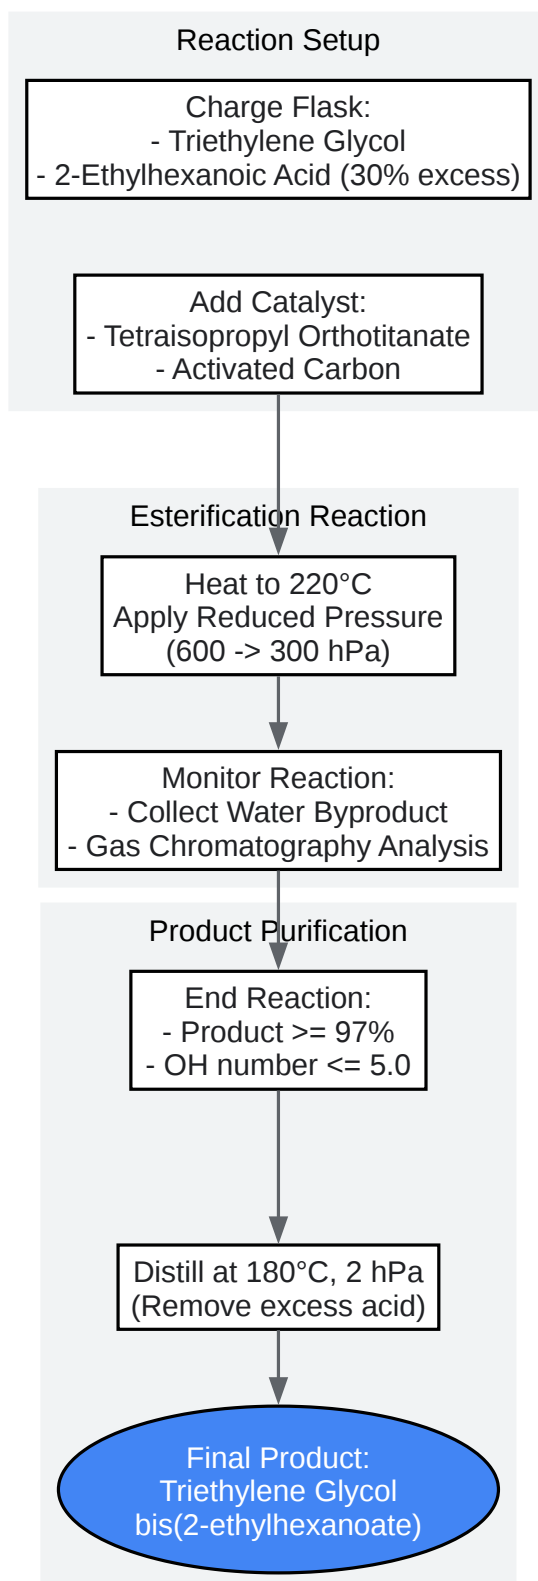 Reaction Setup
Charge Flask:
- Triethylene Glycol
- 2-Ethylhexanoic Acid (30% excess)
Add Catalyst:
- Tetraisopropyl Orthotitanate
- Activated Carbon
Esterification Reaction
Heat to 220°C
Apply Reduced Pressure
(600 -> 300 hPa)
Monitor Reaction:
- Collect Water Byproduct
- Gas Chromatography Analysis
Product Purification
End Reaction:
- Product >= 97%
- OH number <= 5.0
Distill at 180°C, 2 hPa
(Remove excess acid)
Final Product:
Triethylene Glycol
bis(2-ethylhexanoate)